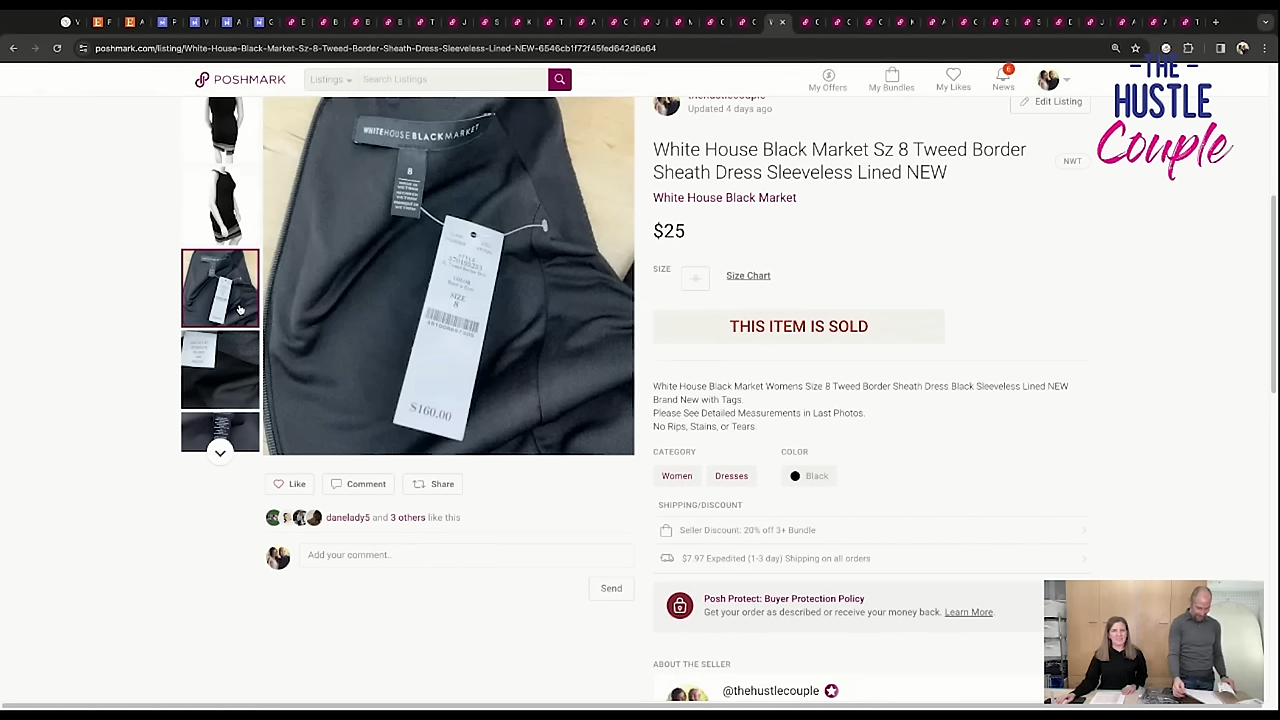 poshmark.com/listing/White-House-Black-Market-Sz-8-Tweed-Border-Sheath-Dress-Sleeveless-Lined-NEW-6546cb1f72f45fed642d6e64
POSHMARK
Listings
Search Listings
My Offers
My Bundles
My Likes
6
News
THE
HUSTLE
Couple
thehustlecouple
Updated 4 days ago
Edit Listing
White House Black Market Sz 8 Tweed Border
Sheath Dress Sleeveless Lined NEW
NWT
White House Black Market
$25
SIZE
Size Chart
THIS ITEM IS SOLD
WHITEHOUSEBLACKMARKET
8
STYLE
COLOR
SIZE
8
$160.00
White House Black Market Womens Size 8 Tweed Border Sheath Dress Black Sleeveless Lined NEW
Brand New with Tags.
Please See Detailed Measurements in Last Photos.
No Rips, Stains, or Tears.
CATEGORY
COLOR
Women
Dresses
Black
SHIPPING/DISCOUNT
Seller Discount: 20% off 3+ Bundle
$7.97 Expedited (1-3 day) Shipping on all orders
Like
Comment
Share
danelady5 and 3 others like this
Add your comment..
Send
Posh Protect: Buyer Protection Policy
Get your order as described or receive your money back. Learn More.
ABOUT THE SELLER
@thehustlecouple